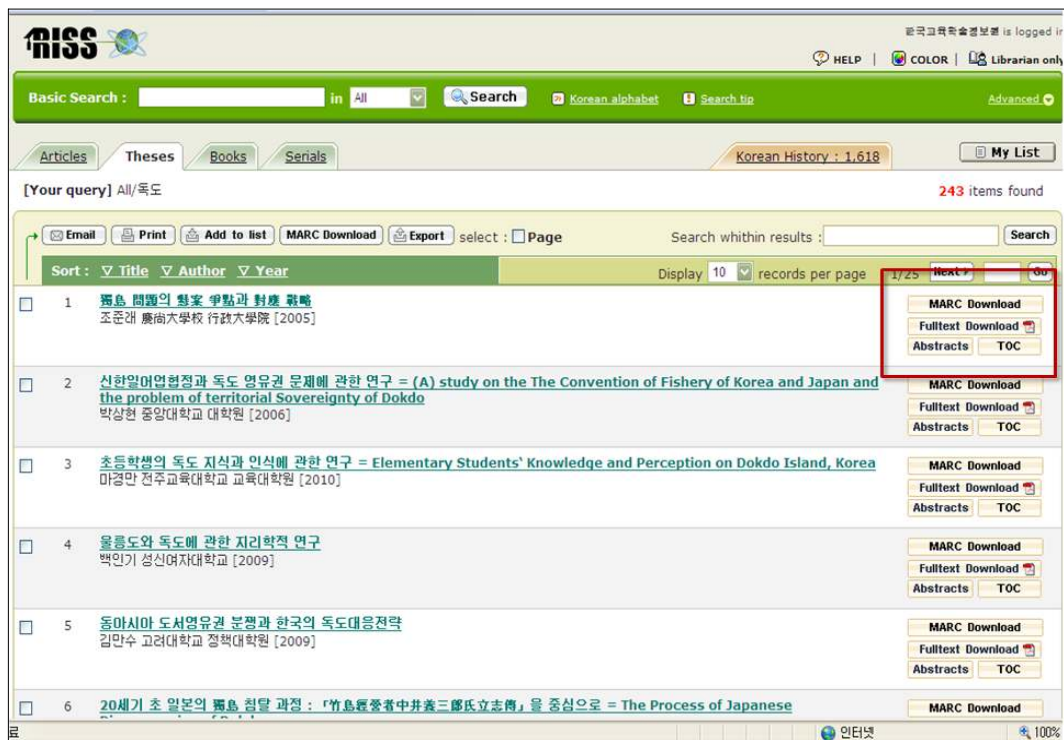 RISS
한국교육학술정보원 is logged in
HELP | COLOR | Librarian only
Basic Search : in All Search Korean alphabet Search tip Advanced
Articles Theses Books Serials Korean History : 1,618 My List
[Your query] All/독도 243 items found
Email Print Add to list MARC Download Export select : Page Search whithin results : Search
Sort : ▽ Title ▽ Author ▽ Year Display 10 records per page 1/25 Next Go
1 獨島 問題의 懸案 爭點과 對應 戰略 MARC Download
조준래 慶尙大學校 行政大學院 [2005] Fulltext Download
Abstracts TOC
2 신한일어업협정과 독도 영유권 문제에 관한 연구 = (A) study on the The Convention of Fishery of Korea and Japan and MARC Download
the problem of territorial Sovereignty of Dokdo Fulltext Download
박상현 중앙대학교 대학원 [2006] Abstracts TOC
3 초등학생의 독도 지식과 인식에 관한 연구 = Elementary Students` Knowledge and Perception on Dokdo Island, Korea MARC Download
마경만 전주교육대학교 교육대학원 [2010] Fulltext Download
Abstracts TOC
4 울릉도와 독도에 관한 지리학적 연구 MARC Download
백인기 성신여자대학교 [2009] Fulltext Download
Abstracts TOC
5 동아시아 도서영유권 분쟁과 한국의 독도대응전략 MARC Download
김만수 고려대학교 정책대학원 [2009] Fulltext Download
Abstracts TOC
6 20세기 초 일본의 獨島 침탈 과정 : 「竹島經營者中井養三郎氏立志傳」을 중심으로 = The Process of Japanese MARC Download
료 인터넷 100%